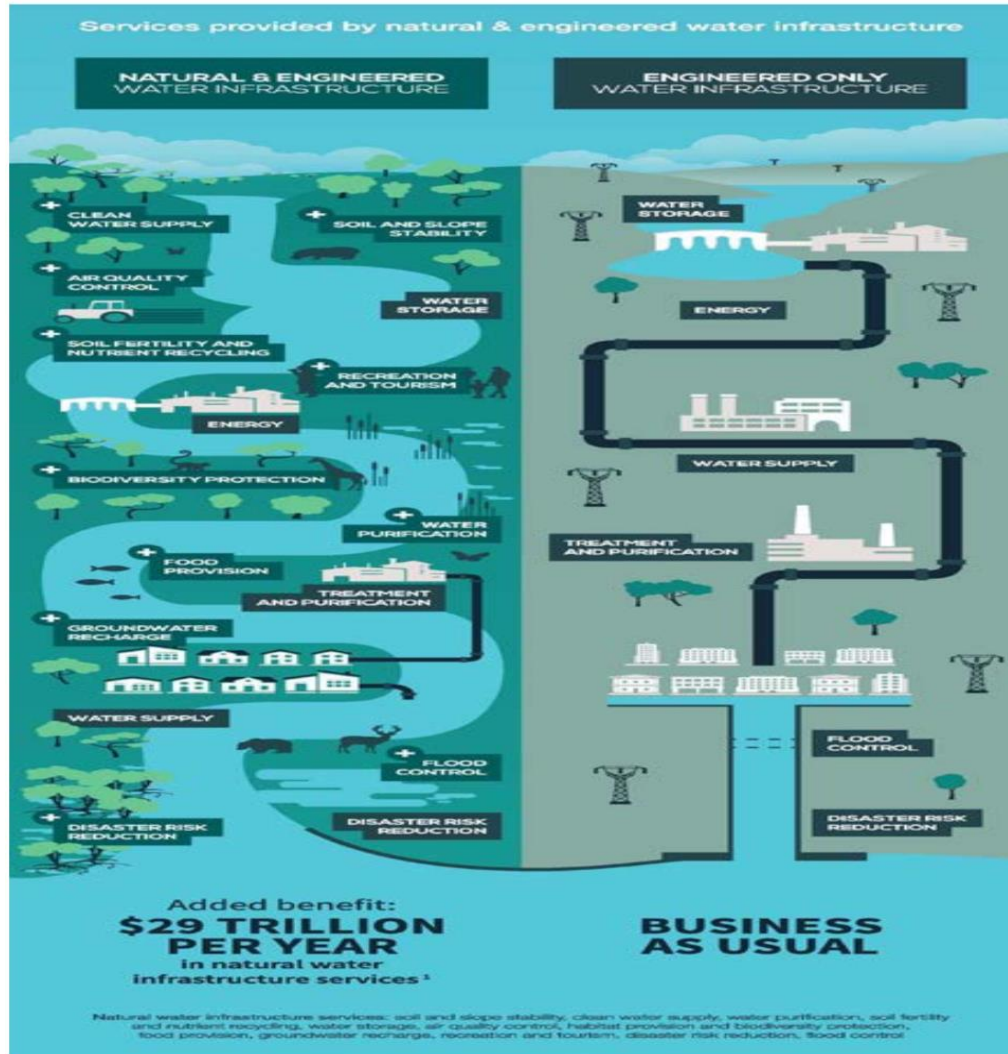 Services provided by natural & engineered water infrastructure
NATURAL & ENGINEERED
WATER INFRASTRUCTURE
CLEAN
WATER SUPPLY
SOIL AND SLOPE
STABILITY
AIR QUALITY
CONTROL
WATER
STORAGE
SOIL FERTILITY AND
NUTRIENT RECYCLING
RECREATION
AND TOURISM
ENERGY
BIODIVERSITY PROTECTION
WATER
PURIFICATION
FOOD
PROVISION
TREATMENT
AND PURIFICATION
GROUNDWATER
RECHARGE
WATER SUPPLY
FLOOD
CONTROL
DISASTER RISK
REDUCTION
DISASTER RISK
REDUCTION
Added benefit:
$29 TRILLION
PER YEAR
in natural water
infrastructure services¹
ENGINEERED ONLY
WATER INFRASTRUCTURE
WATER
STORAGE
ENERGY
WATER SUPPLY
TREATMENT
AND PURIFICATION
FLOOD
CONTROL
DISASTER RISK
REDUCTION
BUSINESS
AS USUAL
Natural water infrastructure services: soil and slope stability, clean water supply, water purification, soil fertility
and nutrient recycling, water storage, air quality control, habitat provision and biodiversity protection,
food provision, groundwater recharge, recreation and tourism, disaster risk reduction, flood control